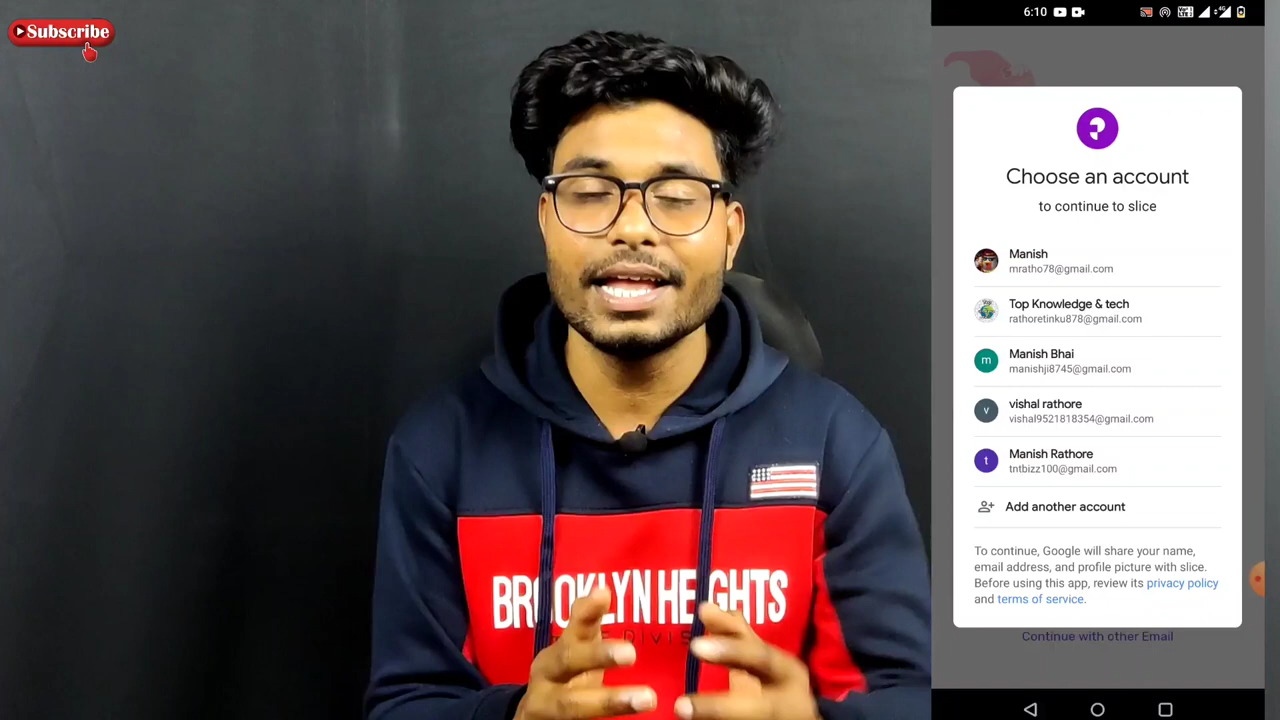 Subscribe
6:10
Choose an account
to continue to slice
Manish
mratho78@gmail.com
Top Knowledge & tech
rathoretinku878@gmail.com
m
Manish Bhai
manishji8745@gmail.com
v
vishal rathore
vishal9521818354@gmail.com
t
Manish Rathore
tntbizz100@gmail.com
Add another account
To continue, Google will share your name,
email address, and profile picture with slice.
Before using this app, review its privacy policy
and terms of service.
Continue with other Email
BROOKLYN HEIGHTS